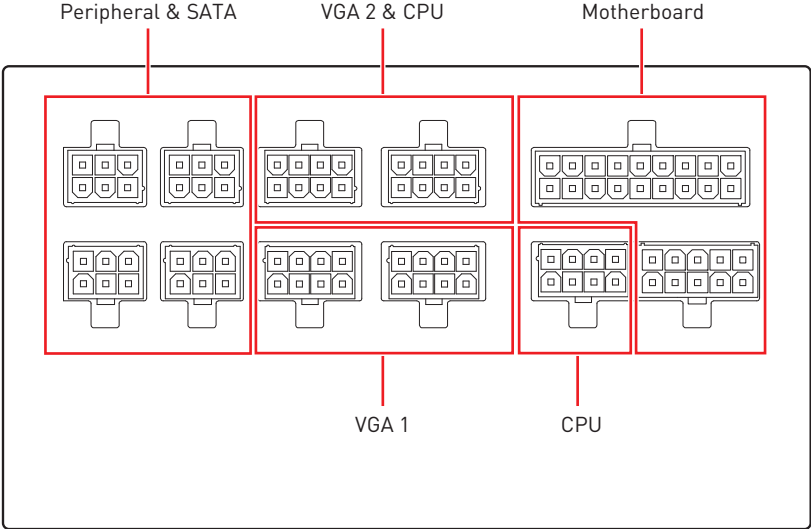 Peripheral & SATA
VGA 2 & CPU
Motherboard
VGA 1
CPU